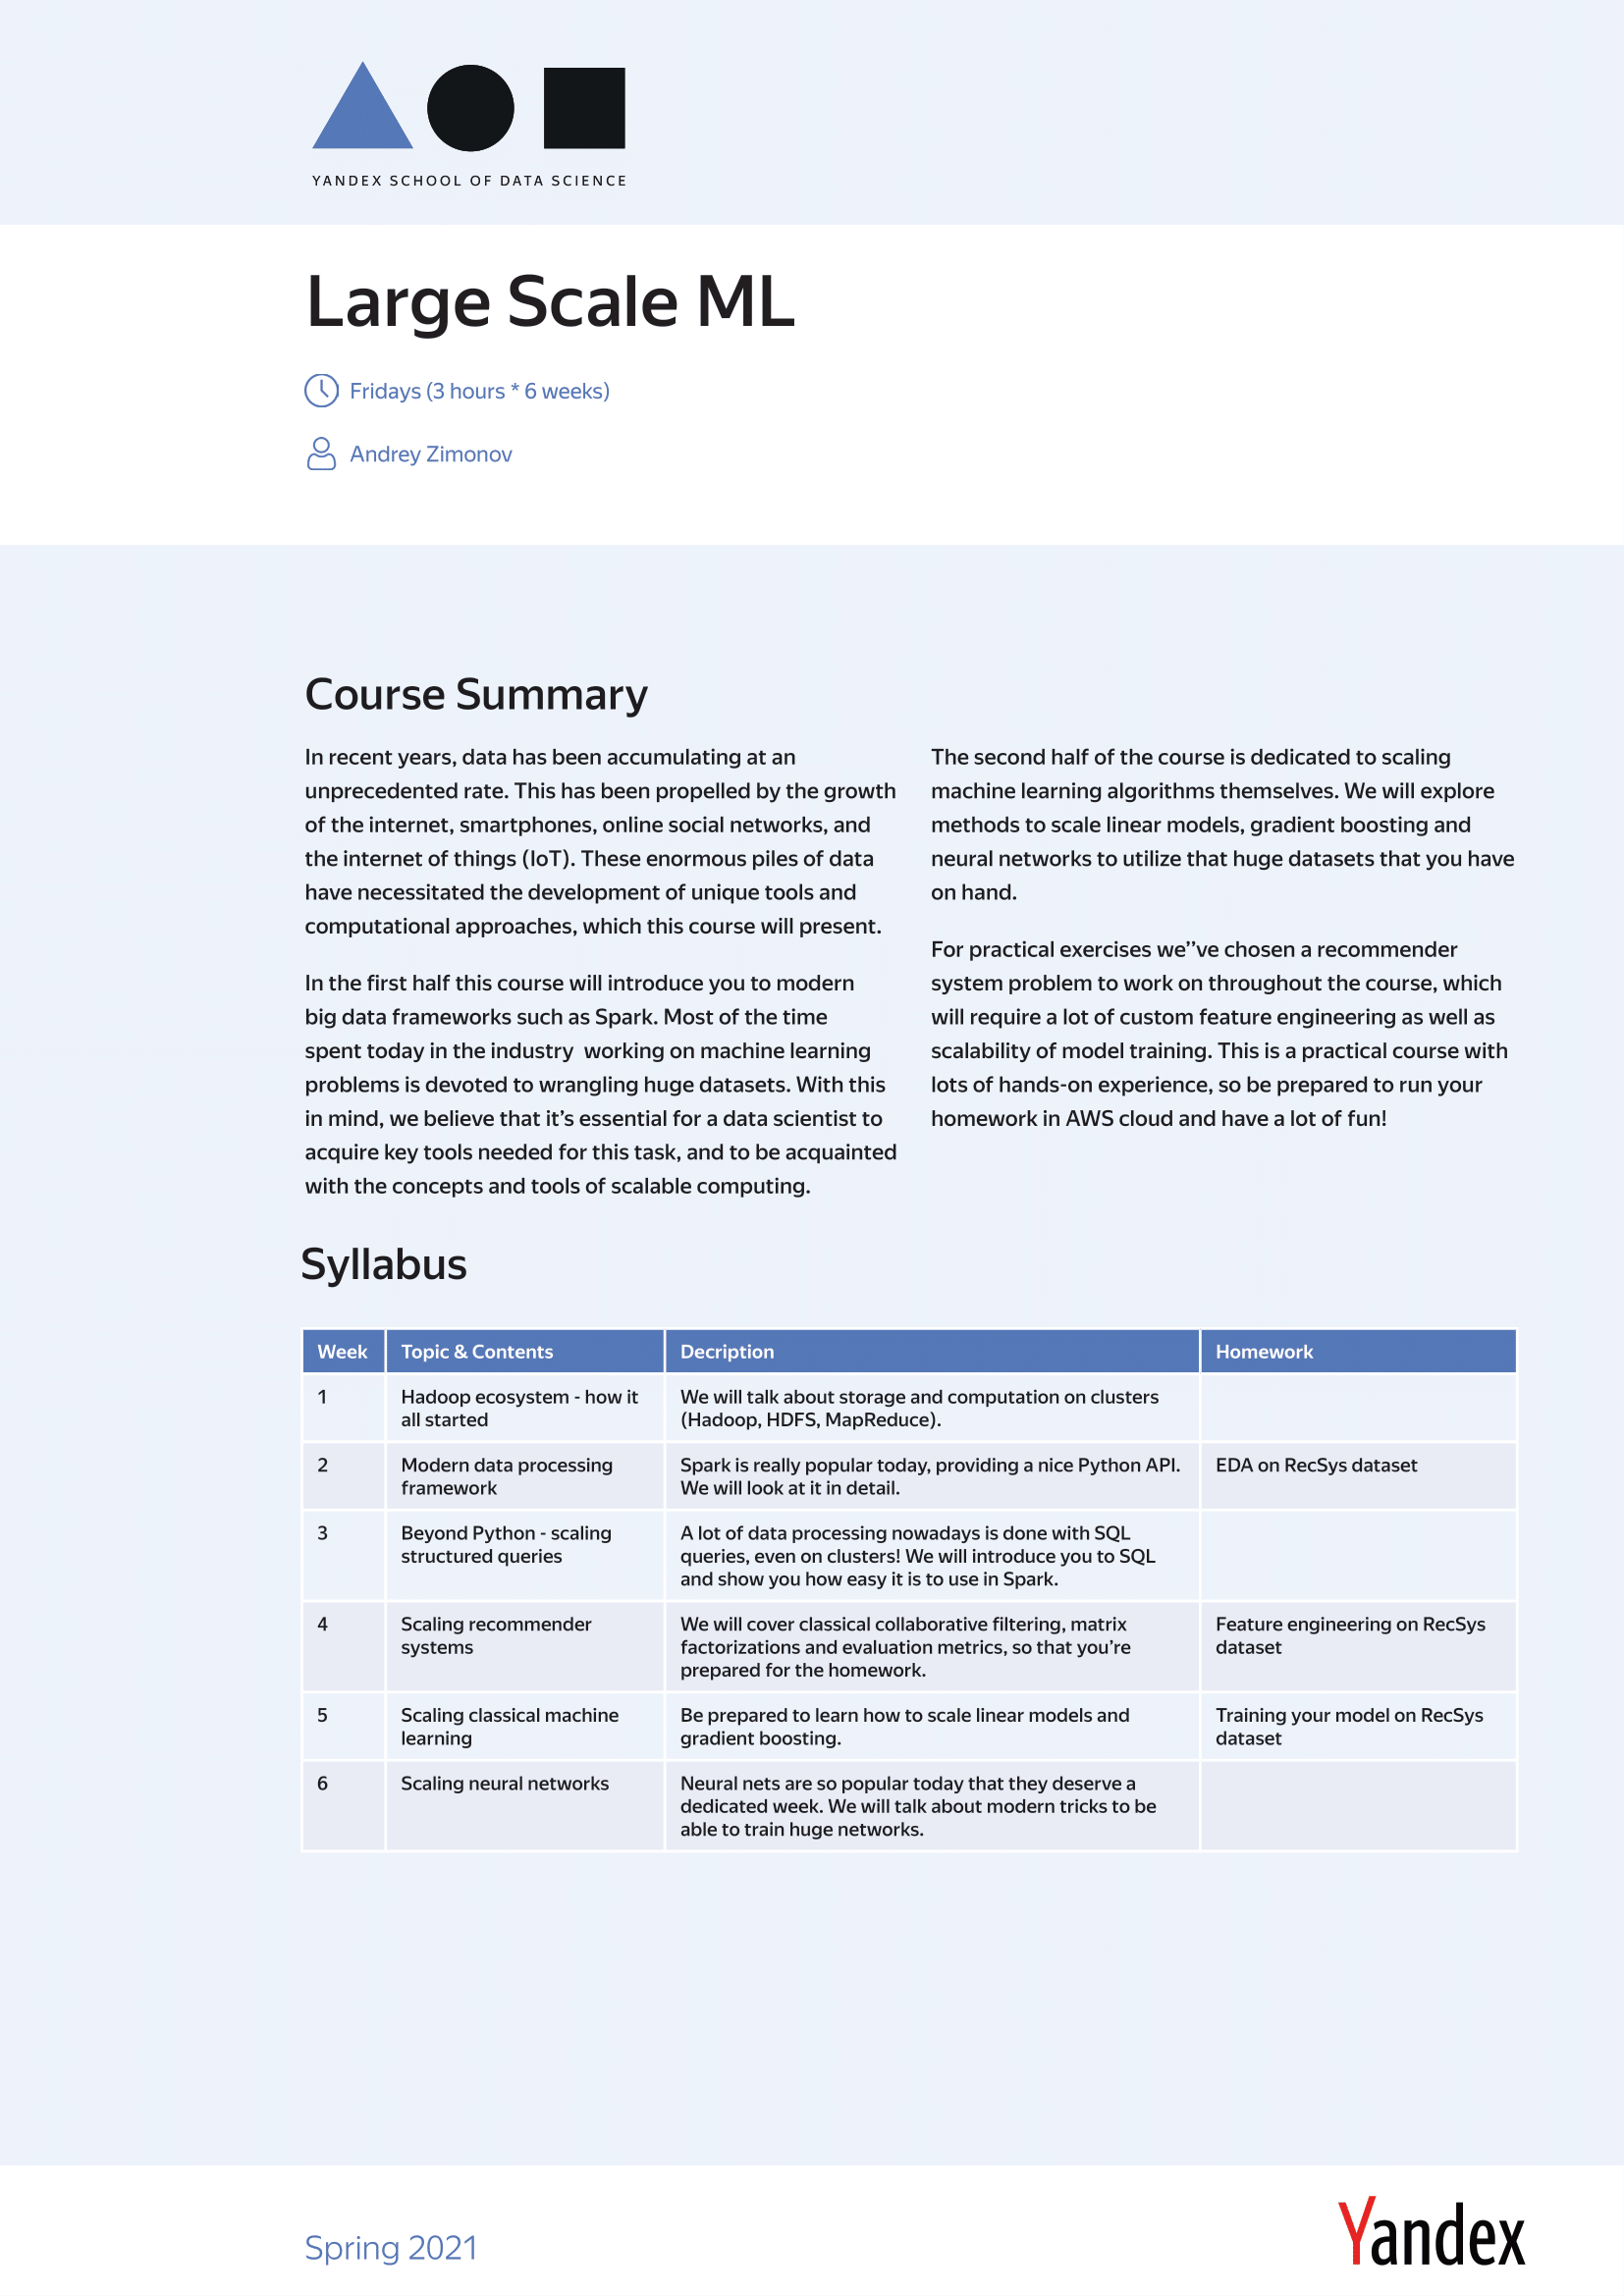 YANDEX SCHOOL OF DATA SCIENCE
Large Scale ML
Fridays (3 hours * 6 weeks)
Andrey Zimonov
Course Summary
In recent years, data has been accumulating at an
unprecedented rate. This has been propelled by the growth
of the internet, smartphones, online social networks, and
the internet of things (IoT). These enormous piles of data
have necessitated the development of unique tools and
computational approaches, which this course will present.
In the first half this course will introduce you to modern
big data frameworks such as Spark. Most of the time
spent today in the industry  working on machine learning
problems is devoted to wrangling huge datasets. With this
in mind, we believe that it’s essential for a data scientist to
acquire key tools needed for this task, and to be acquainted
with the concepts and tools of scalable computing.
The second half of the course is dedicated to scaling
machine learning algorithms themselves. We will explore
methods to scale linear models, gradient boosting and
neural networks to utilize that huge datasets that you have
on hand.
For practical exercises we’’ve chosen a recommender
system problem to work on throughout the course, which
will require a lot of custom feature engineering as well as
scalability of model training. This is a practical course with
lots of hands-on experience, so be prepared to run your
homework in AWS cloud and have a lot of fun!
Syllabus
Week Topic & Contents Decription Homework
1
Hadoop ecosystem - how it
all started
We will talk about storage and computation on clusters
(Hadoop, HDFS, MapReduce).
2
Modern data processing
framework
Spark is really popular today, providing a nice Python API.
We will look at it in detail.
EDA on RecSys dataset
3
Beyond Python - scaling
structured queries
A lot of data processing nowadays is done with SQL
queries, even on clusters! We will introduce you to SQL
and show you how easy it is to use in Spark.
4
Scaling recommender
systems
We will cover classical collaborative filtering, matrix
factorizations and evaluation metrics, so that you’re
prepared for the homework.
Feature engineering on RecSys
dataset
5
Scaling classical machine
learning
Be prepared to learn how to scale linear models and
gradient boosting.
Training your model on RecSys
dataset
6
Scaling neural networks
Neural nets are so popular today that they deserve a
dedicated week. We will talk about modern tricks to be
able to train huge networks.
Spring 2021
Yandex